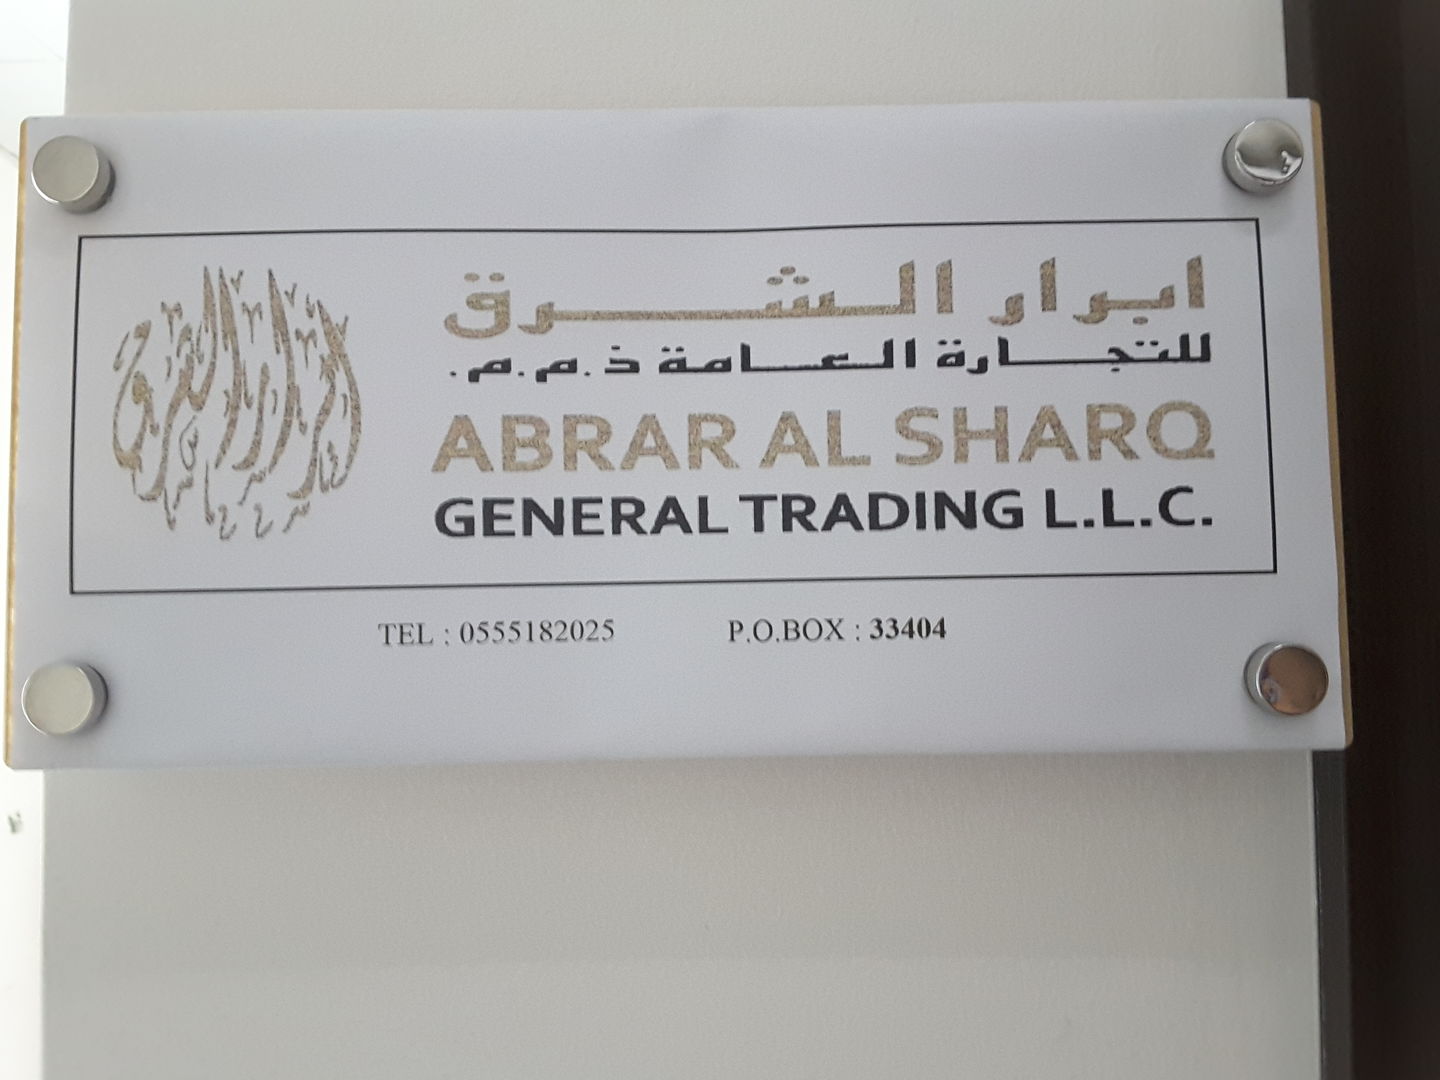 ابرار الشرق
للتجارة العامة ذ.م.م.
ABRAR AL SHARQ
GENERAL TRADING L.L.C.
TEL : 0555182025 P.O.BOX : 33404